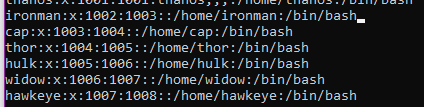 thanos:x:1001:1001:thanos,,,:/home/thanos:/bin/bash
ironman:x:1002:1003::/home/ironman:/bin/bash
cap:x:1003:1004::/home/cap:/bin/bash
thor:x:1004:1005::/home/thor:/bin/bash
hulk:x:1005:1006::/home/hulk:/bin/bash
widow:x:1006:1007::/home/widow:/bin/bash
hawkeye:x:1007:1008::/home/hawkeye:/bin/bash